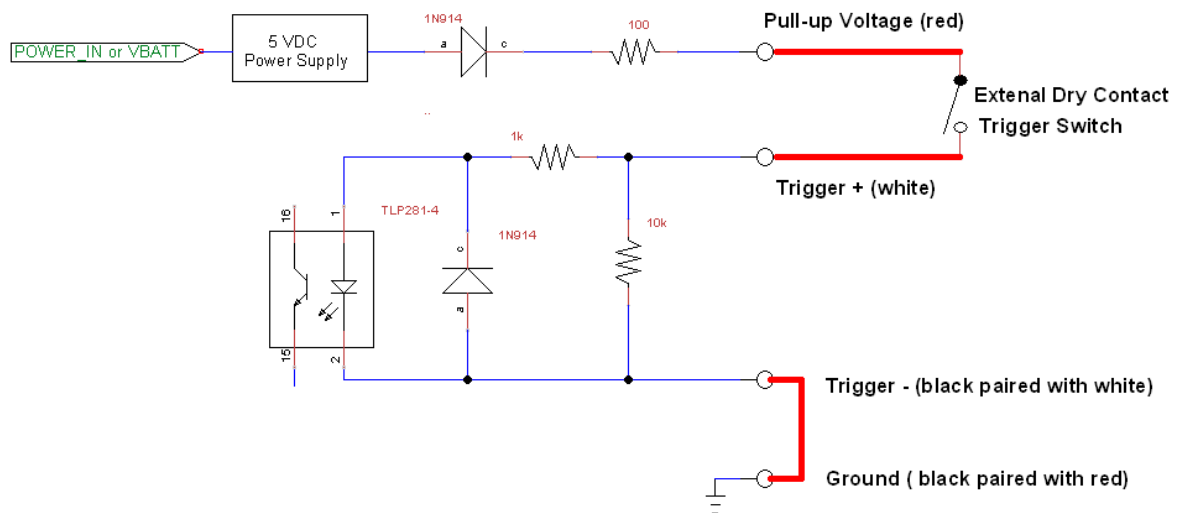 1N914
100
Pull-up Voltage (red)
POWER_IN or VBATT
5 VDC
Power Supply
a
c
Extenal Dry Contact
Trigger Switch
1k
Trigger + (white)
16
1
TLP281-4
1N914
10k
c
a
15
2
Trigger - (black paired with white)
Ground ( black paired with red)